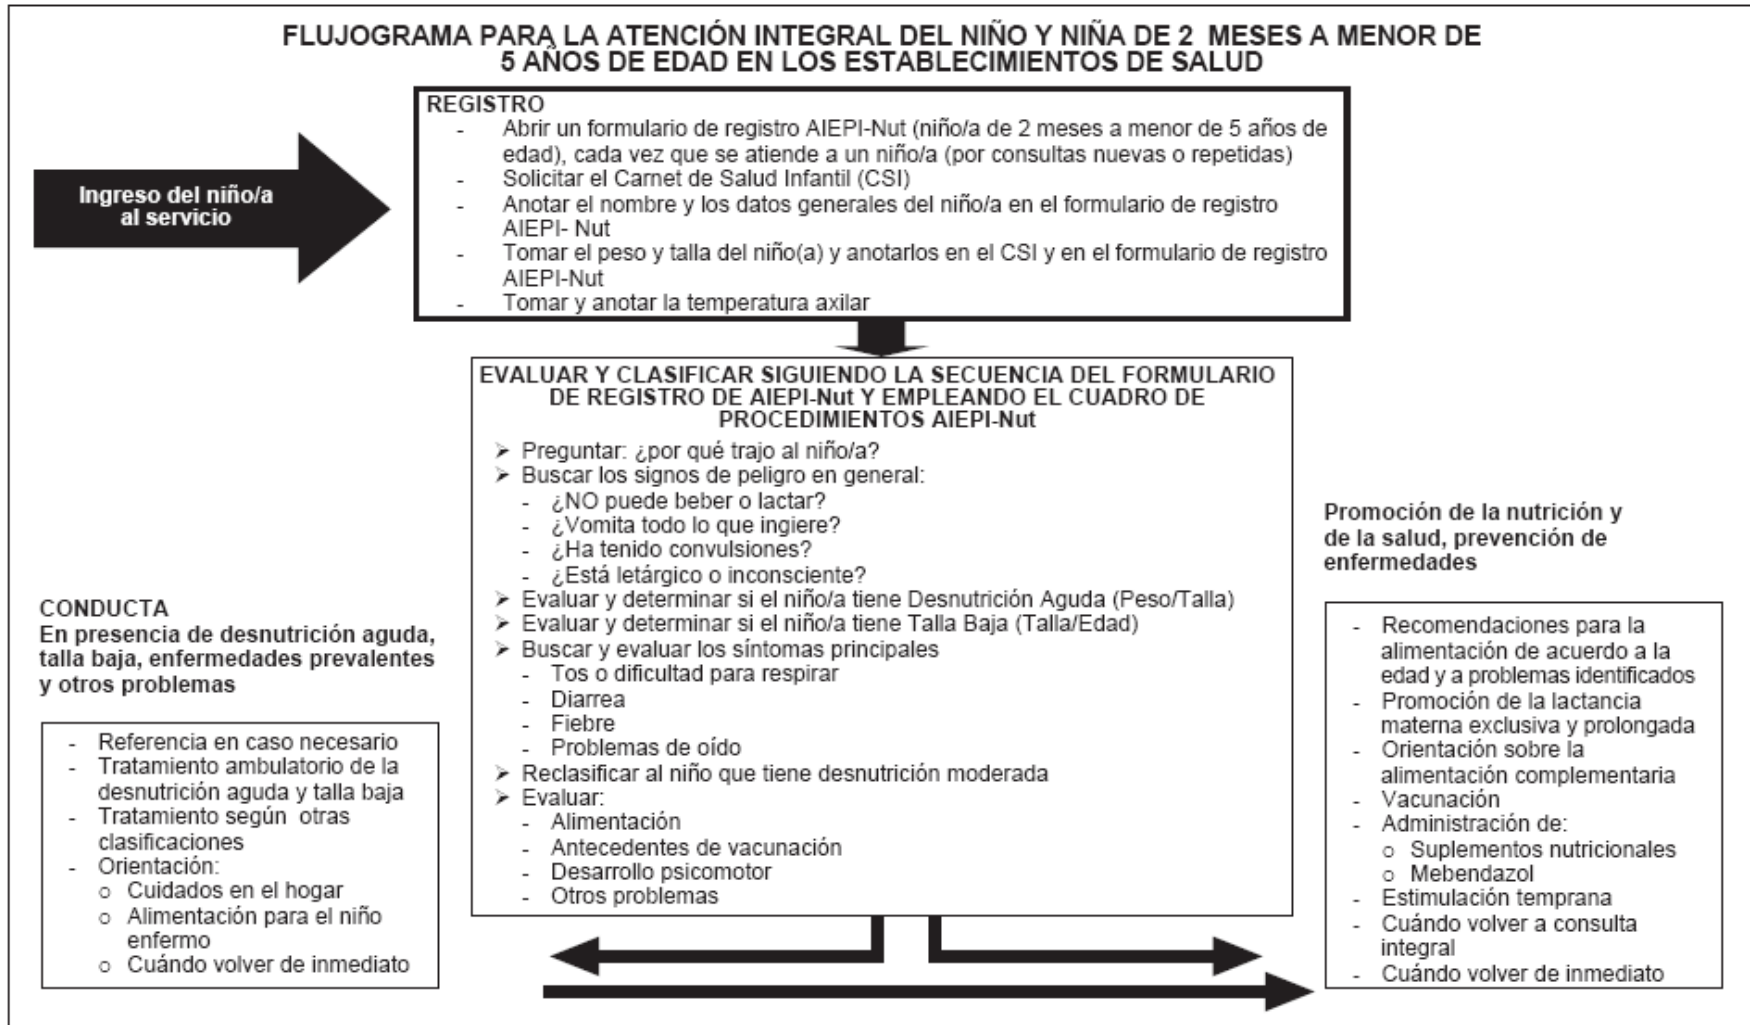 FLUJOGRAMA PARA LA ATENCIÓN INTEGRAL DEL NIÑO Y NIÑA DE 2 MESES A MENOR DE
5 AÑOS DE EDAD EN LOS ESTABLECIMIENTOS DE SALUD
Ingreso del niño/a
al servicio
REGISTRO
- Abrir un formulario de registro AIEPI-Nut (niño/a de 2 meses a menor de 5 años de
edad), cada vez que se atiende a un niño/a (por consultas nuevas o repetidas)
- Solicitar el Carnet de Salud Infantil (CSI)
- Anotar el nombre y los datos generales del niño/a en el formulario de registro
AIEPI- Nut
- Tomar el peso y talla del niño(a) y anotarlos en el CSI y en el formulario de registro
AIEPI-Nut
- Tomar y anotar la temperatura axilar
EVALUAR Y CLASIFICAR SIGUIENDO LA SECUENCIA DEL FORMULARIO
DE REGISTRO DE AIEPI-Nut Y EMPLEANDO EL CUADRO DE
PROCEDIMIENTOS AIEPI-Nut
➢ Preguntar: ¿por qué trajo al niño/a?
➢ Buscar los signos de peligro en general:
- ¿NO puede beber o lactar?
- ¿Vomita todo lo que ingiere?
- ¿Ha tenido convulsiones?
- ¿Está letárgico o inconsciente?
➢ Evaluar y determinar si el niño/a tiene Desnutrición Aguda (Peso/Talla)
➢ Evaluar y determinar si el niño/a tiene Talla Baja (Talla/Edad)
➢ Buscar y evaluar los síntomas principales
- Tos o dificultad para respirar
- Diarrea
- Fiebre
- Problemas de oído
➢ Reclasificar al niño que tiene desnutrición moderada
➢ Evaluar:
- Alimentación
- Antecedentes de vacunación
- Desarrollo psicomotor
- Otros problemas
CONDUCTA
En presencia de desnutrición aguda,
talla baja, enfermedades prevalentes
y otros problemas
- Referencia en caso necesario
- Tratamiento ambulatorio de la
desnutrición aguda y talla baja
- Tratamiento según otras
clasificaciones
- Orientación:
o Cuidados en el hogar
o Alimentación para el niño
enfermo
o Cuándo volver de inmediato
Promoción de la nutrición y
de la salud, prevención de
enfermedades
- Recomendaciones para la
alimentación de acuerdo a la
edad y a problemas identificados
- Promoción de la lactancia
materna exclusiva y prolongada
- Orientación sobre la
alimentación complementaria
- Vacunación
- Administración de:
o Suplementos nutricionales
o Mebendazol
- Estimulación temprana
- Cuándo volver a consulta
integral
- Cuándo volver de inmediato